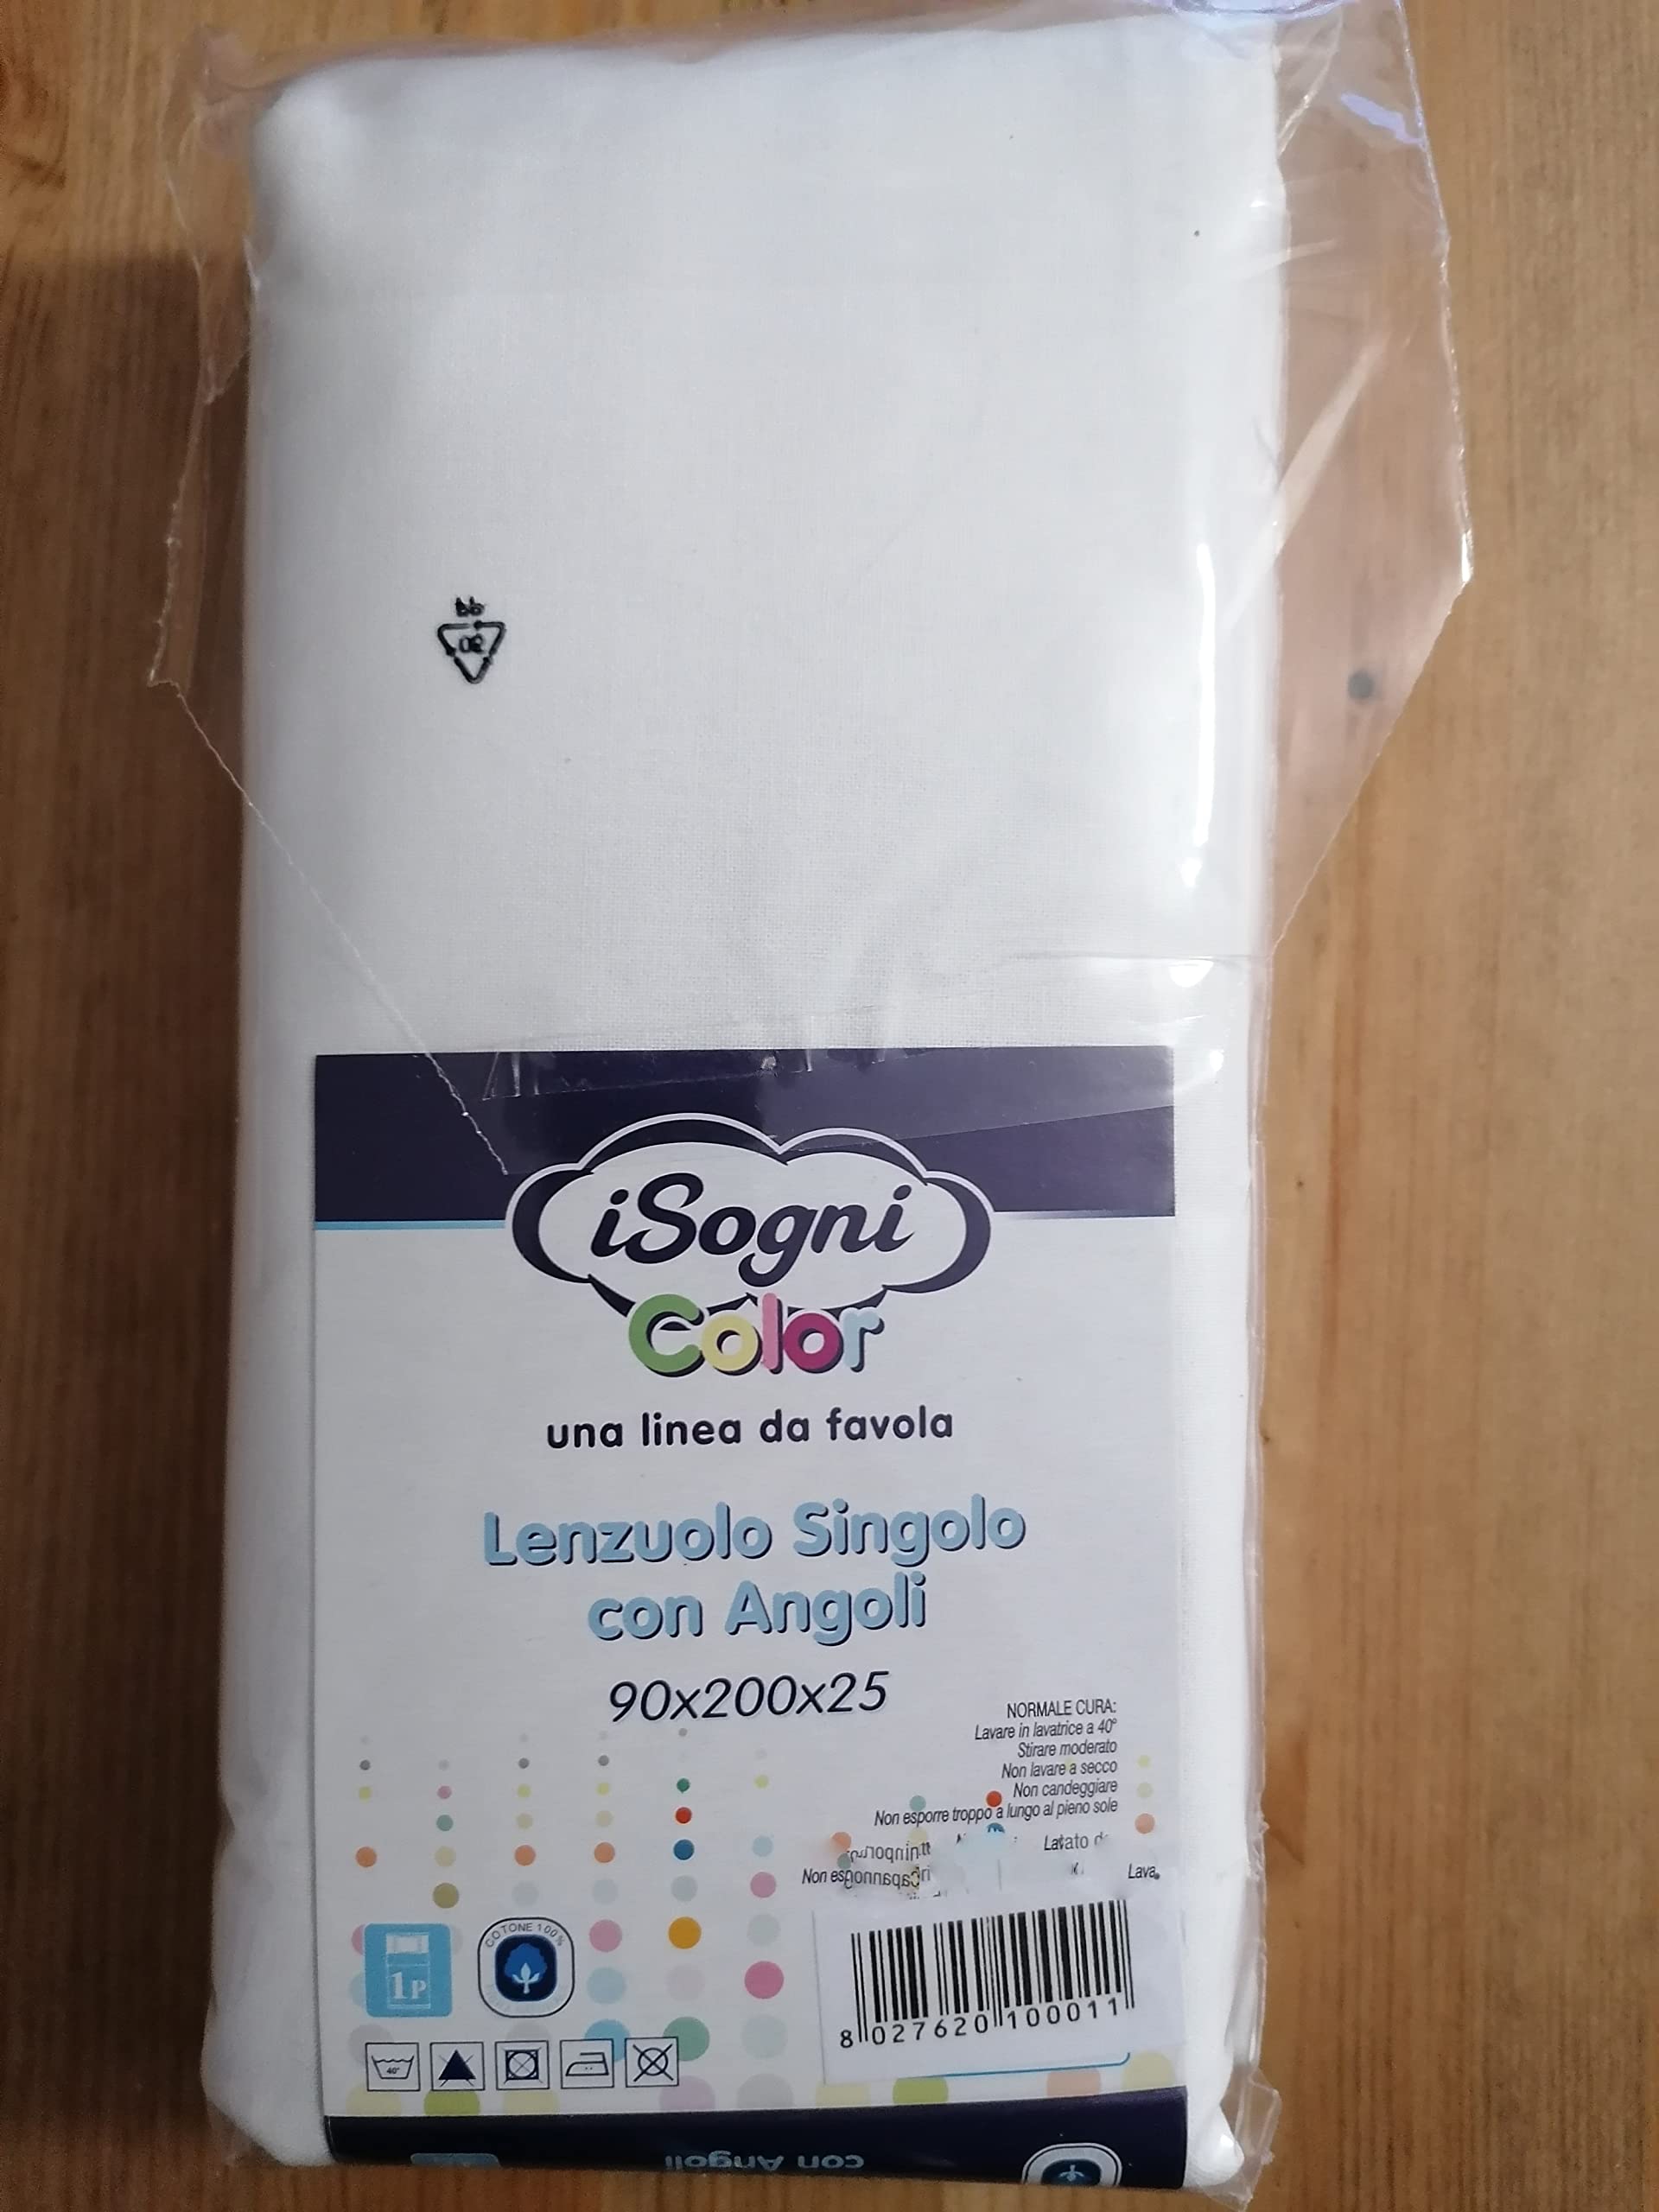 iSogni
Color
una linea da favola
Lenzuolo Singolo
con Angoli
90x200x25
NORMALE CURA:
Lavare in lavatrice a 40°
Stirare moderato
Non lavare a secco
Non candeggiare
Non esporre troppo a lungo al pieno sole
COTONE 100%
1P
40°
8 027620 100011
con Angoli